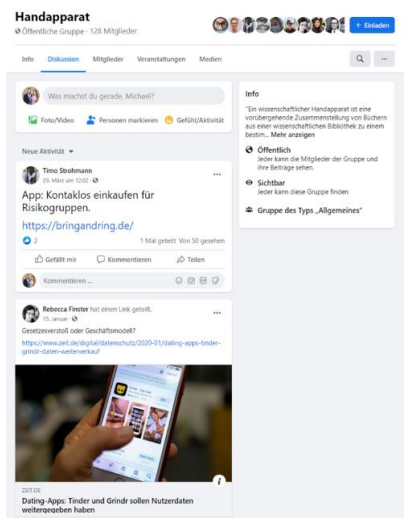 Handapparat
Öffentliche Gruppe · 128 Mitglieder
+ Einladen
Info Diskussion Mitglieder Veranstaltungen Medien
Was machst du gerade, Michael?
Foto/Video Personen markieren Gefühl/Aktivität
Neue Aktivität
Timo Strohmann
29. März um 12:02
App: Kontaklos einkaufen für
Risikogruppen.
https://bringandring.de/
2 1 Mal geteilt Von 50 gesehen
Gefällt mir Kommentieren Teilen
Kommentieren ...
Rebecca Finster hat einen Link geteilt.
15. Januar
Gesetzesverstoß oder Geschäftsmodell?
https://www.zeit.de/digital/datenschutz/2020-01/dating-apps-tinder-
grindr-daten-weiterverkauf
ZEIT.DE
Dating-Apps: Tinder und Grindr sollen Nutzerdaten
weitergegeben haben
Info
"Ein wissenschaftlicher Handapparat ist eine
vorübergehende Zusammenstellung von Büchern
aus einer wissenschaftlichen Bibliothek zu einem
bestim... Mehr anzeigen
Öffentlich
Jeder kann die Mitglieder der Gruppe und
ihre Beiträge sehen.
Sichtbar
Jeder kann diese Gruppe finden
Gruppe des Typs „Allgemeines"